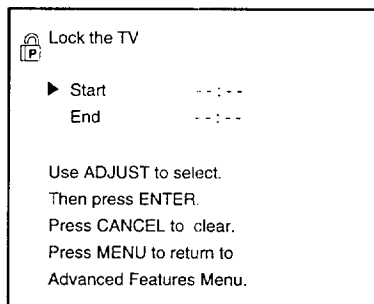 Lock the TV
P
Start --:--
End --:--
Use ADJUST to select.
Then press ENTER.
Press CANCEL to clear.
Press MENU to return to
Advanced Features Menu.